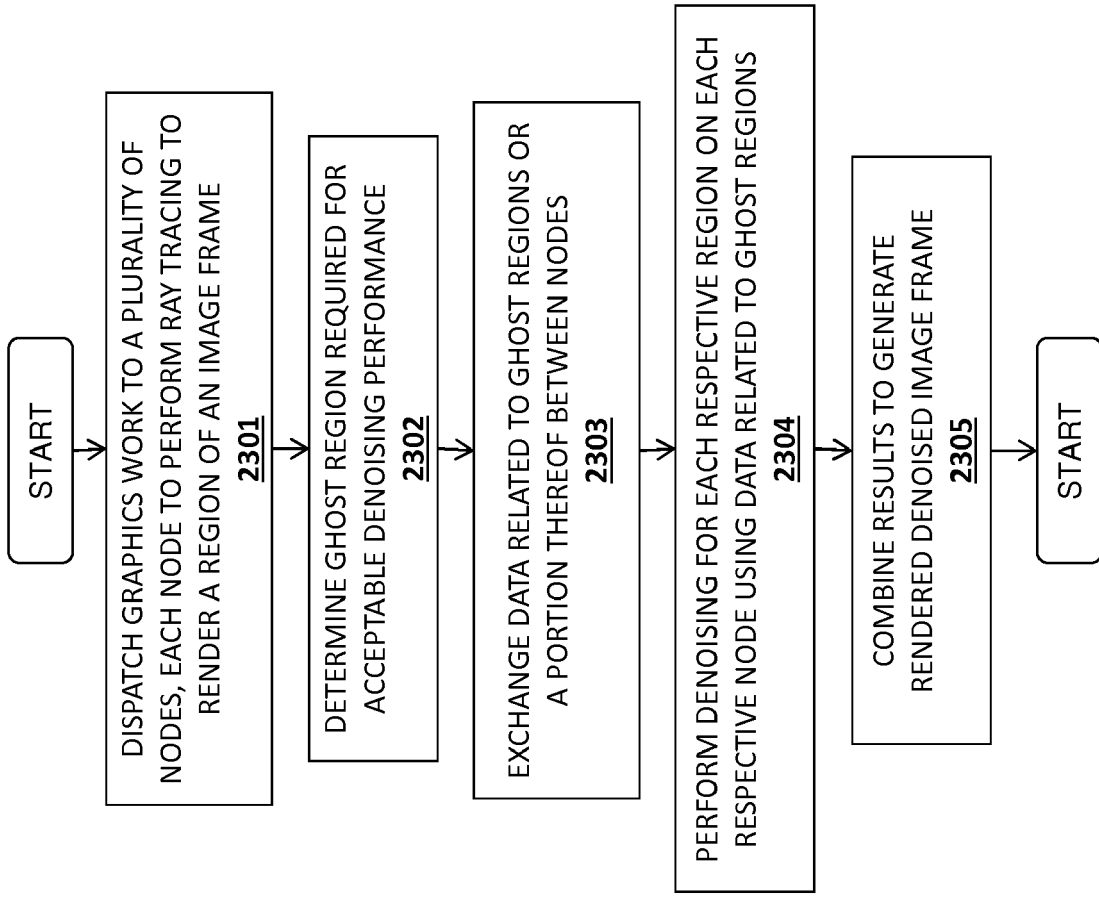 START
DISPATCH GRAPHICS WORK TO A PLURALITY OF
NODES, EACH NODE TO PERFORM RAY TRACING TO
RENDER A REGION OF AN IMAGE FRAME
2301
DETERMINE GHOST REGION REQUIRED FOR
ACCEPTABLE DENOISING PERFORMANCE
2302
EXCHANGE DATA RELATED TO GHOST REGIONS OR
A PORTION THEREOF BETWEEN NODES
2303
PERFORM DENOISING FOR EACH RESPECTIVE REGION ON EACH
RESPECTIVE NODE USING DATA RELATED TO GHOST REGIONS
2304
COMBINE RESULTS TO GENERATE
RENDERED DENOISED IMAGE FRAME
2305
START